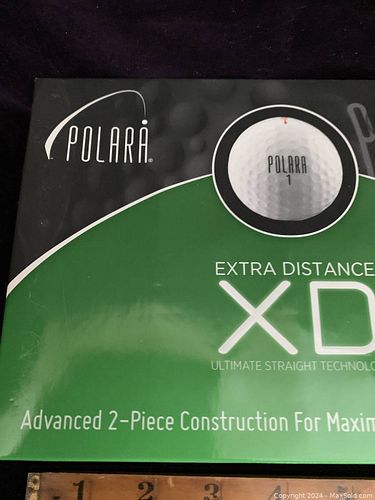 POLARA®
POLARA
1
EXTRA DISTANCE
XD
ULTIMATE STRAIGHT TECHNOLO
Advanced 2-Piece Construction For Maxim
1 2 3 4
Copyright 2024 - MaxSold.com